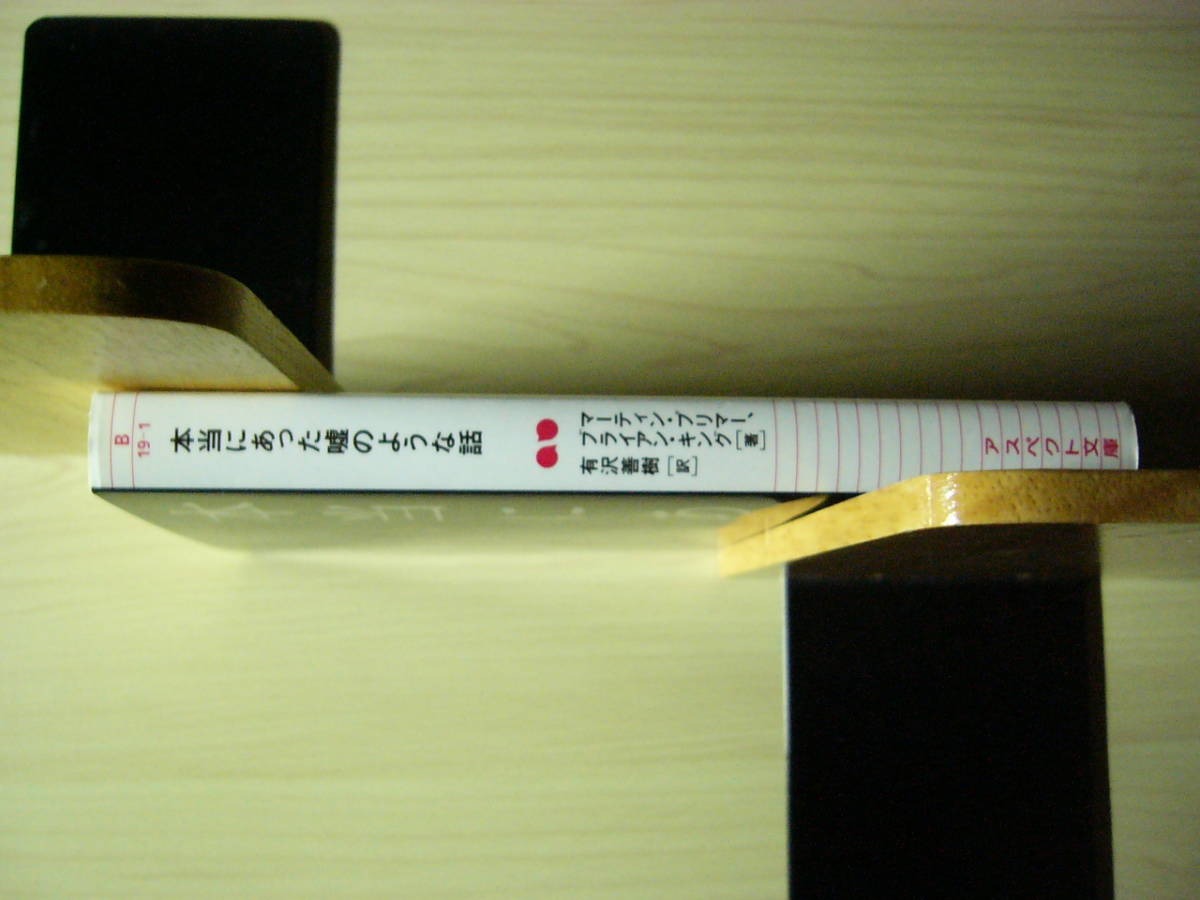 B
19-1
本当にあった嘘のような話
マーティン・プリマー、
ブライアン・キング[著]
有沢善樹[訳]
アスペクト文庫